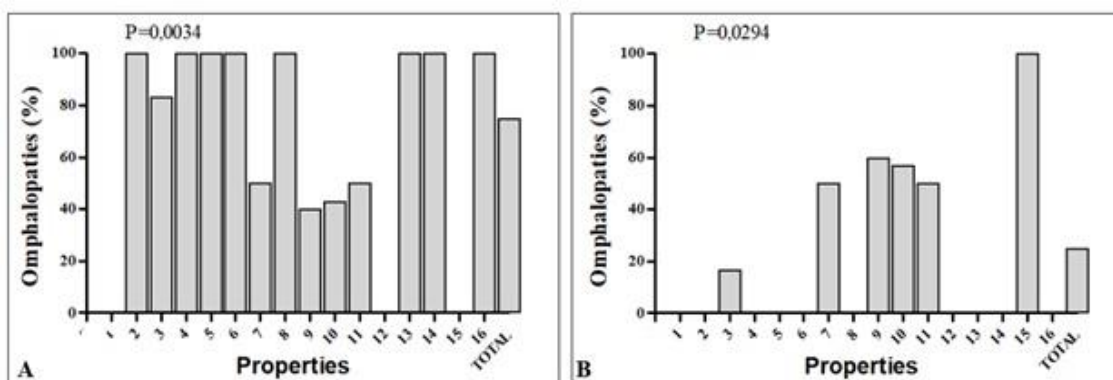 P=0,0034
Omphalopaties (%)
100
80
60
40
20
0
- 1 2 3 4 5 6 7 8 9 10 11 12 13 14 15 16 TOTAL
Properties
A
P=0,0294
Omphalopaties (%)
100
80
60
40
20
0
1 2 3 4 5 6 7 8 9 10 11 12 13 14 15 16 TOTAL
Properties
B